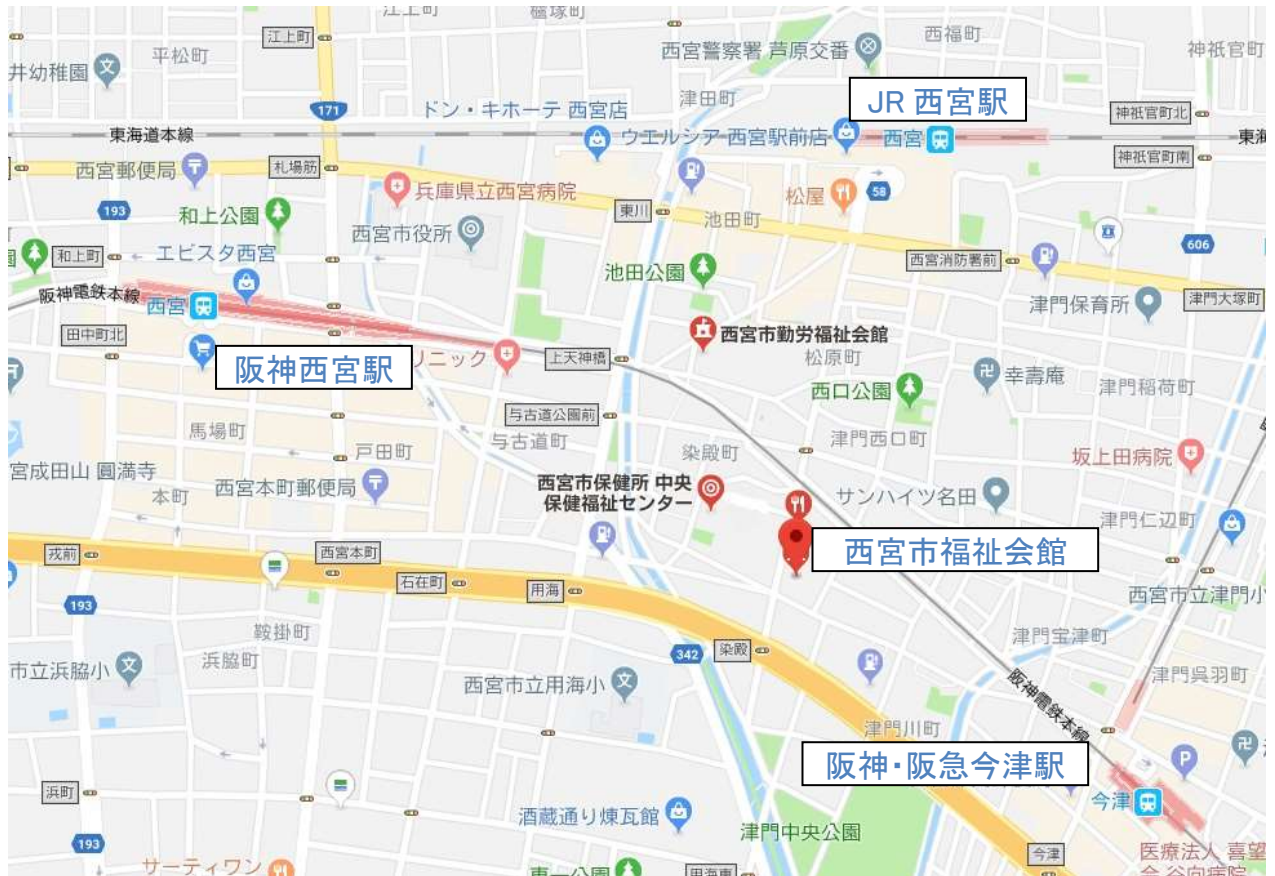 江上町
樋塚町
江上町
平松町
西宮警察署 芦原交番
西福町
神祇官町
井幼稚園
津田町
JR 西宮駅
171
ドン・キホーテ 西宮店
神祇官町北
東海道本線
ウエルシア 西宮駅前店
西宮
東海
西宮郵便局
札場筋
神祇官町南
兵庫県立西宮病院
松屋
58
193
和上公園
東川
池田町
西宮市役所
606
和上町
エビスタ西宮
西宮消防署前
園
池田公園
阪神電鉄本線
西宮
津門保育所
津門大塚町
田中町北
西宮市勤労福祉会館
阪神西宮駅
リニック
上天神橋
松原町
幸壽庵
津門稲荷町
西口公園
与古道公園前
馬場町
与古道町
津門西口町
戸田町
染殿町
坂上田病院
宮成田山 圓満寺
西宮本町郵便局
西宮市保健所 中央
保健福祉センター
サンハイツ名田
本町
津門仁辺町
戎前
西宮本町
西宮市福祉会館
石在町
用海
193
西宮市立津門小
鞍掛町
津門宝津町
浜脇町
342
染殿
市立浜脇小
西宮市立用海小
津門呉羽町
阪神電鉄本線
津門川町
阪神・阪急今津駅
P
浜町
今津
酒蔵通り煉瓦館
津門中央公園
193
今津
医療法人 喜望
会 谷向病院
サーティワン
東一公園
用海東